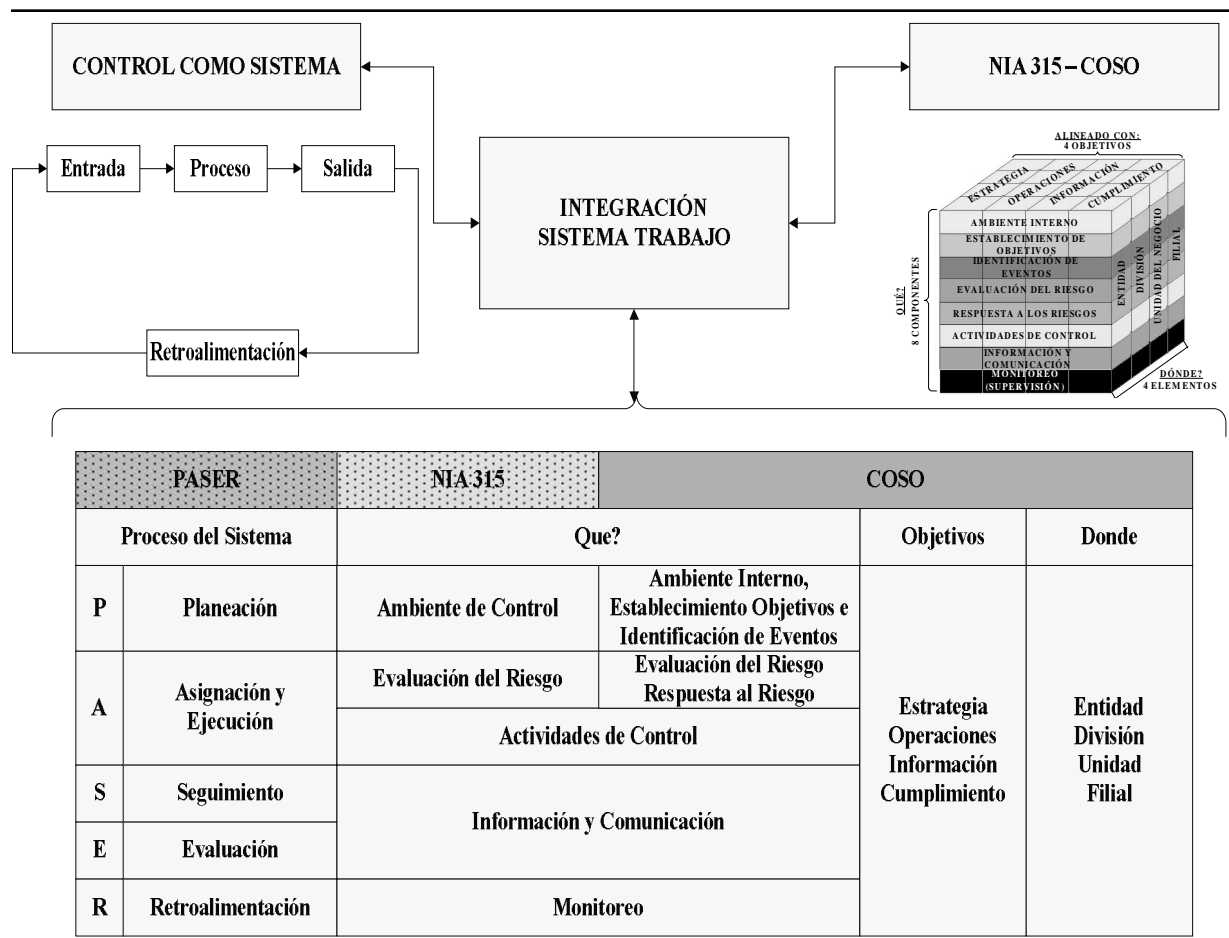 CONTROL COMO SISTEMA
NIA 315 – COSO
Entrada
Proceso
Salida
Retroalimentación
INTEGRACIÓN
SISTEMA TRABAJO
ALINEADO CON:
4 OBJETIVOS
ESTRATEGIA
OPERACIONES
INFORMACIÓN
CUMPLIMIENTO
QUÉ?
8 COMPONENTES
AMBIENTE INTERNO
ESTABLECIMIENTO DE
OBJETIVOS
IDENTIFICACIÓN DE
EVENTOS
EVALUACIÓN DEL RIESGO
RESPUESTA A LOS RIESGOS
ACTIVIDADES DE CONTROL
INFORMACIÓN Y
COMUNICACIÓN
MONITOREO
(SUPERVISIÓN)
ENTIDAD
DIVISIÓN
UNIDAD DEL NEGOCIO
FILIAL
DÓNDE?
4 ELEMENTOS
PASER
NIA 315
COSO
Proceso del Sistema
Que?
Objetivos
Donde
P
Planeación
Ambiente de Control
Ambiente Interno,
Establecimiento Objetivos e
Identificación de Eventos
A
Asignación y
Ejecución
Evaluación del Riesgo
Evaluación del Riesgo
Respuesta al Riesgo
Actividades de Control
S
Seguimiento
Información y Comunicación
E
Evaluación
R
Retroalimentación
Monitoreo
Estrategia
Operaciones
Información
Cumplimiento
Entidad
División
Unidad
Filial